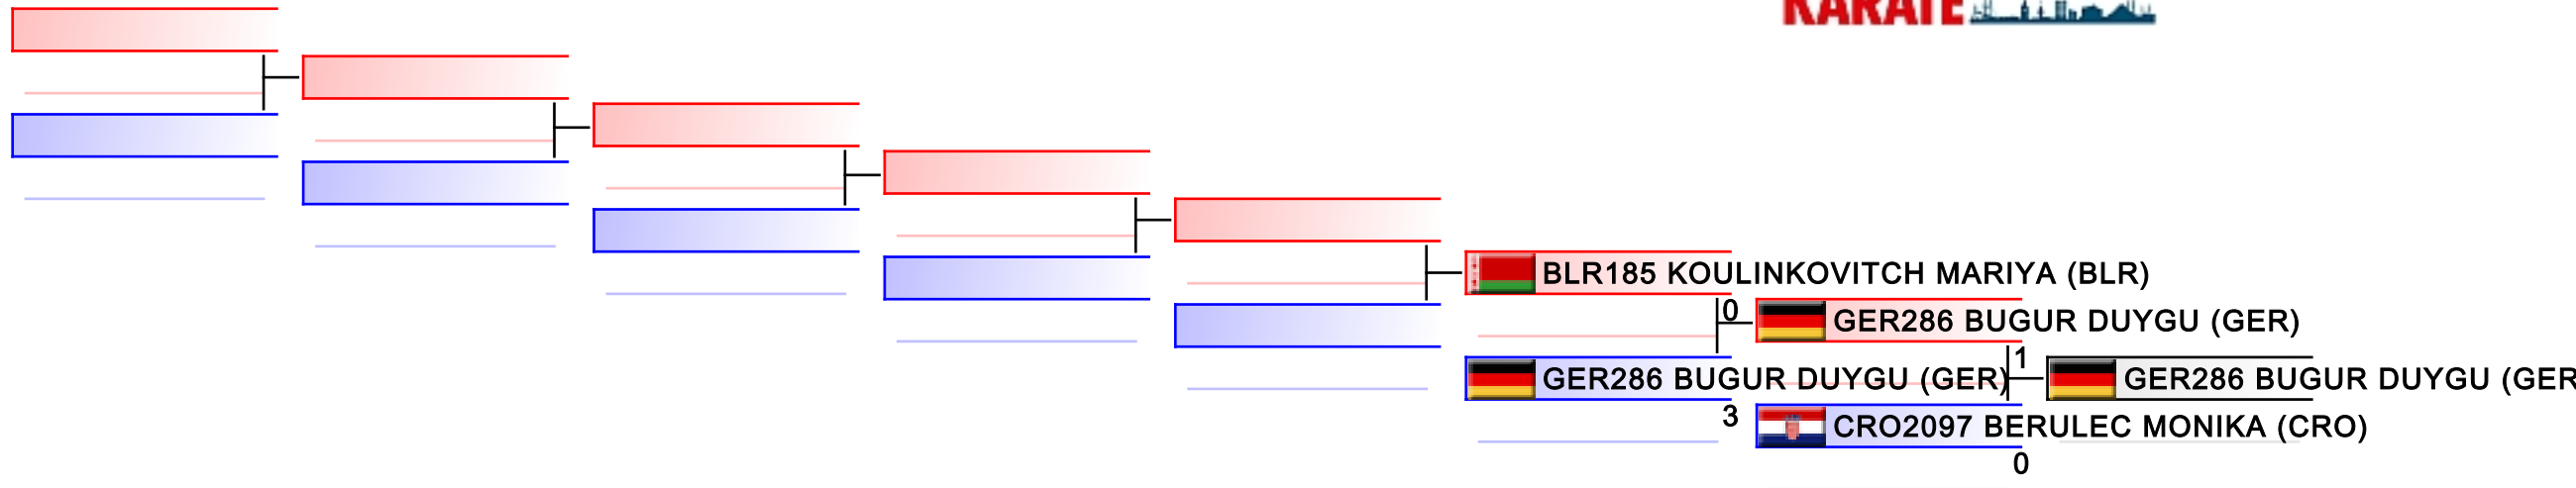 KARATE
BLR185 KOULINKOVITCH MARIYA (BLR)
0
GER286 BUGUR DUYGU (GER)
1
GER286 BUGUR DUYGU (GER)
GER286 BUGUR DUYGU (GER
3
CRO2097 BERULEC MONIKA (CRO)
0